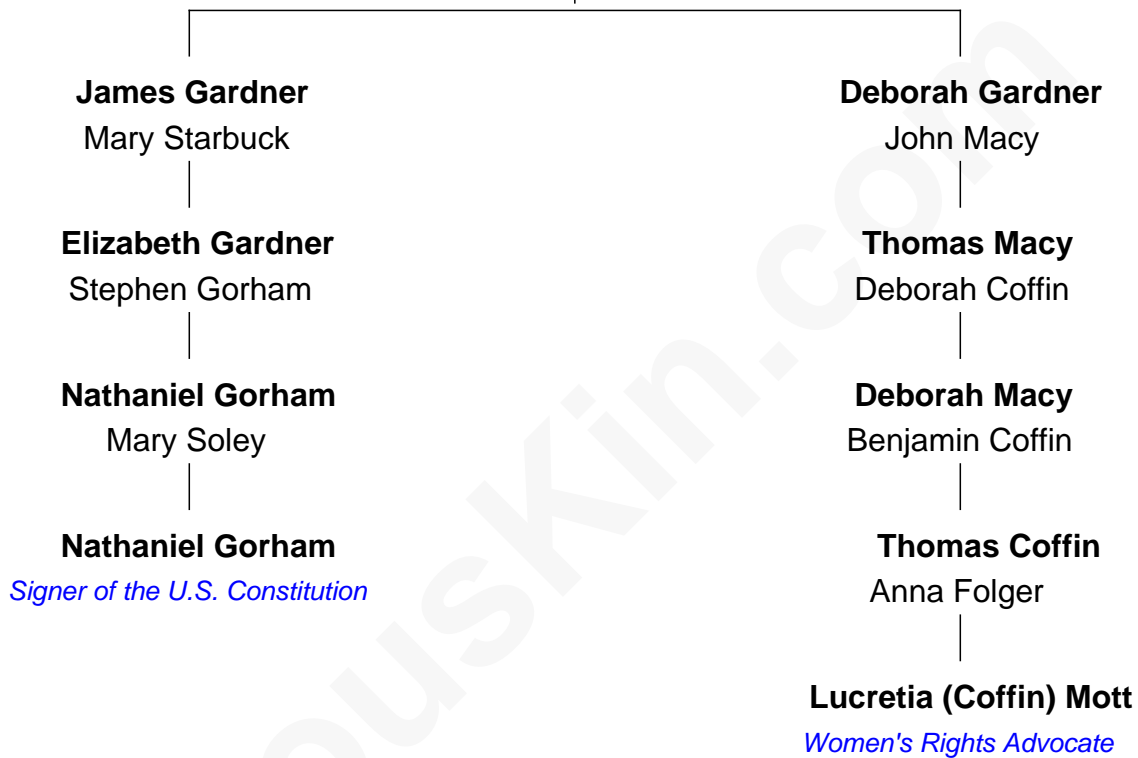 James Gardner
Mary Starbuck
Elizabeth Gardner
Stephen Gorham
Nathaniel Gorham
Mary Soley
Nathaniel Gorham
Signer of the U.S. Constitution
Deborah Gardner
John Macy
Thomas Macy
Deborah Coffin
Deborah Macy
Benjamin Coffin
Thomas Coffin
Anna Folger
Lucretia (Coffin) Mott
Women's Rights Advocate
ousKin.com